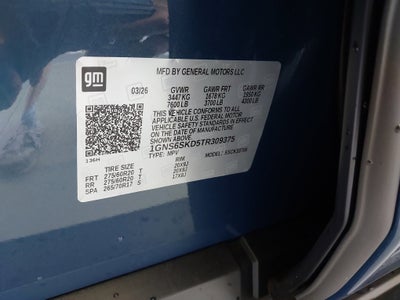 gm
MFD BY GENERAL MOTORS LLC
03/26 GVWR GAWR FRT GAWR RR
3447 KG 1678 KG 1950 KG
7600 LB 3700 LB 4300 LB
THIS VEHICLE CONFORMS TO ALL
APPLICABLE U.S. FEDERAL MOTOR
VEHICLE SAFETY STANDARDS IN
EFFECT ON THE DATE OF
MANUFACTURE SHOWN ABOVE.
1GNS6SKD5TR309375
TYPE: MPV
TIRE SIZE RIM
FRT 275/60R20 T 20X9J
RR 275/60R20 T 20X9J
SPS 265/70R17 S 17X8J